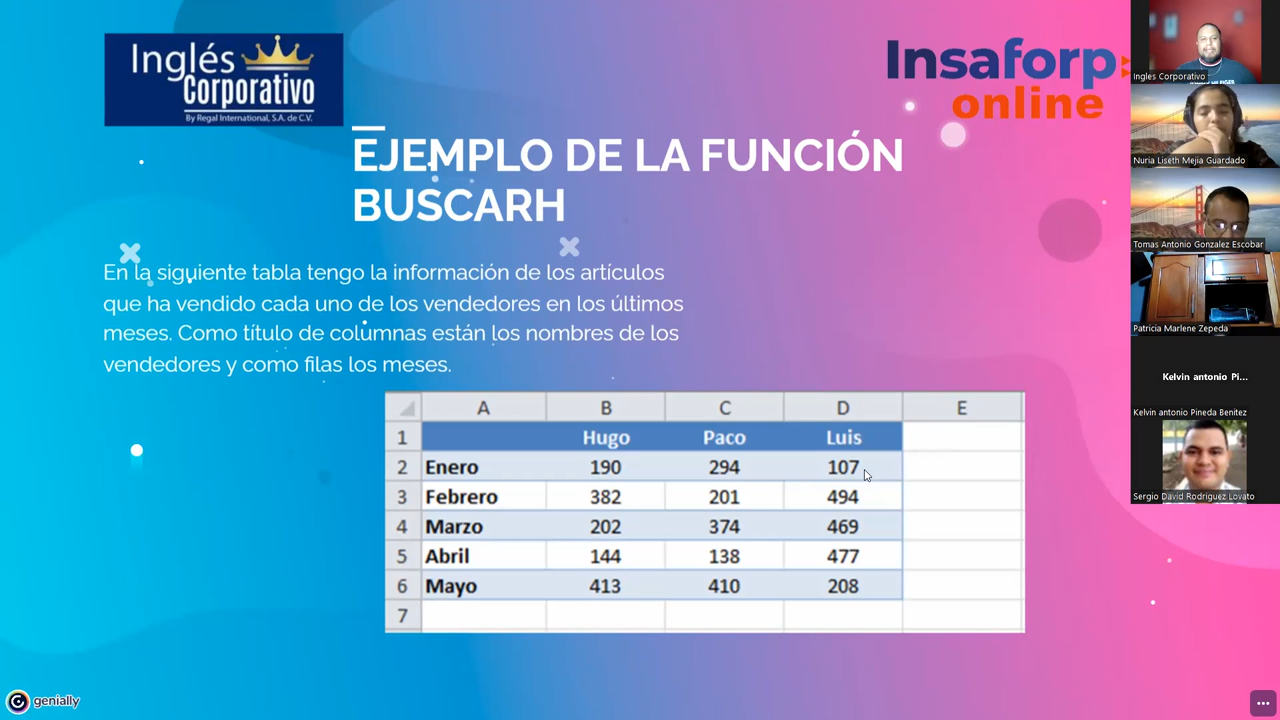 Inglés
Corporativo
By Regal International, S.A. de C.V.
Insaforp
online
EJEMPLO DE LA FUNCIÓN
BUSCARH
En la siguiente tabla tengo la información de los artículos
que ha vendido cada uno de los vendedores en los últimos
meses. Como título de columnas están los nombres de los
vendedores y como filas los meses.
A B C D E
1 Hugo Paco Luis
2 Enero 190 294 107
3 Febrero 382 201 494
4 Marzo 202 374 469
5 Abril 144 138 477
6 Mayo 413 410 208
7
genially
Ingles Corporativo
Nuria Liseth Mejia Guardado
Tomas Antonio Gonzalez Escobar
Patricia Marlene Zepeda
Kelvin antonio Pi...
Kelvin antonio Pineda Benitez
Sergio David Rodriguez Lovato